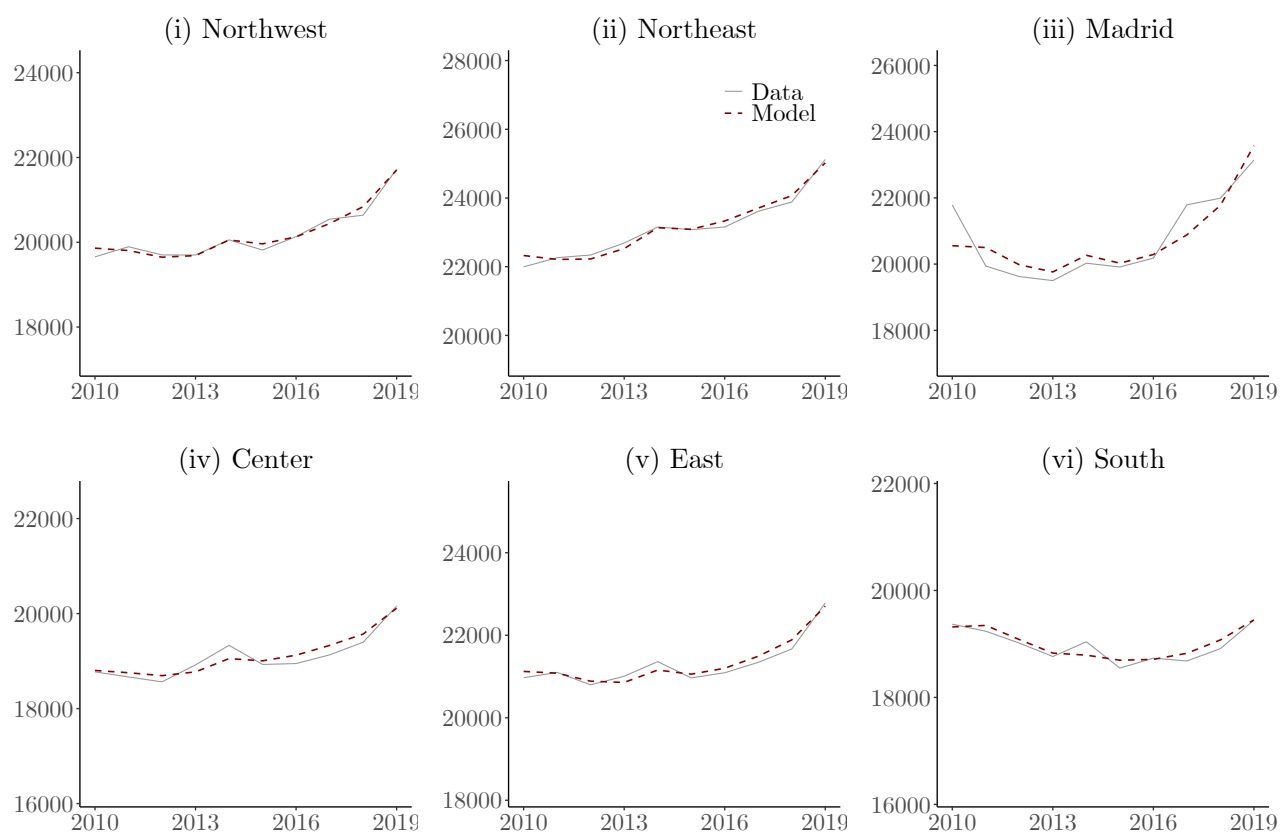 (i) Northwest
24000
22000
20000
18000
2010 2013 2016 2019
(ii) Northeast
28000
26000
24000
22000
20000
Data
Model
2010 2013 2016 2019
(iii) Madrid
26000
24000
22000
20000
18000
2010 2013 2016 2019
(iv) Center
22000
20000
18000
16000
2010 2013 2016 2019
(v) East
24000
22000
20000
18000
2010 2013 2016 2019
(vi) South
22000
20000
18000
16000
2010 2013 2016 2019